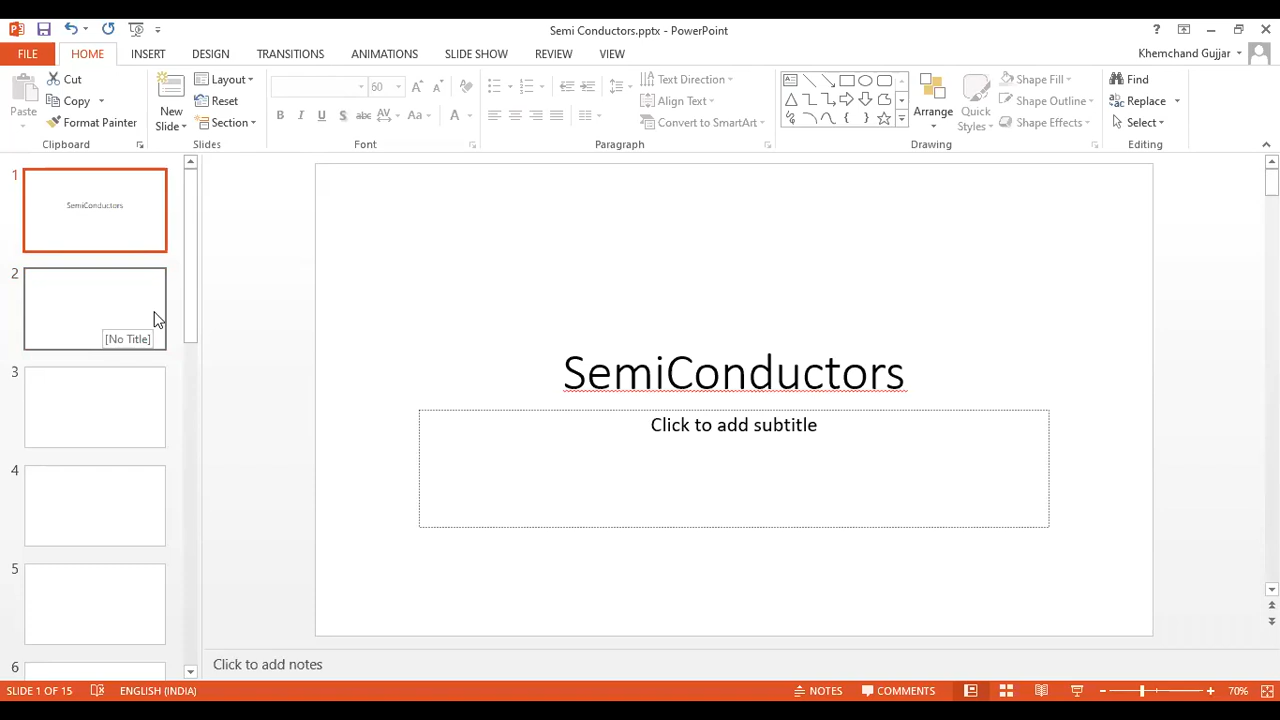 Semi Conductors.pptx - PowerPoint
?
FILE HOME INSERT DESIGN TRANSITIONS ANIMATIONS SLIDE SHOW REVIEW VIEW Khemchand Gujjar
Paste Cut Copy Format Painter
Clipboard
New Slide Layout Reset Section
Slides
60 A A Aa
B I U S abc AV Aa A
Font
Text Direction
Align Text
Convert to SmartArt
Paragraph
Arrange Quick Styles Shape Fill Shape Outline Shape Effects
Drawing
Find
Replace
Select
Editing
1
SemiConductors
2
[No Title]
3
4
5
6
SemiConductors
Click to add subtitle
Click to add notes
SLIDE 1 OF 15 ENGLISH (INDIA) NOTES COMMENTS 70%